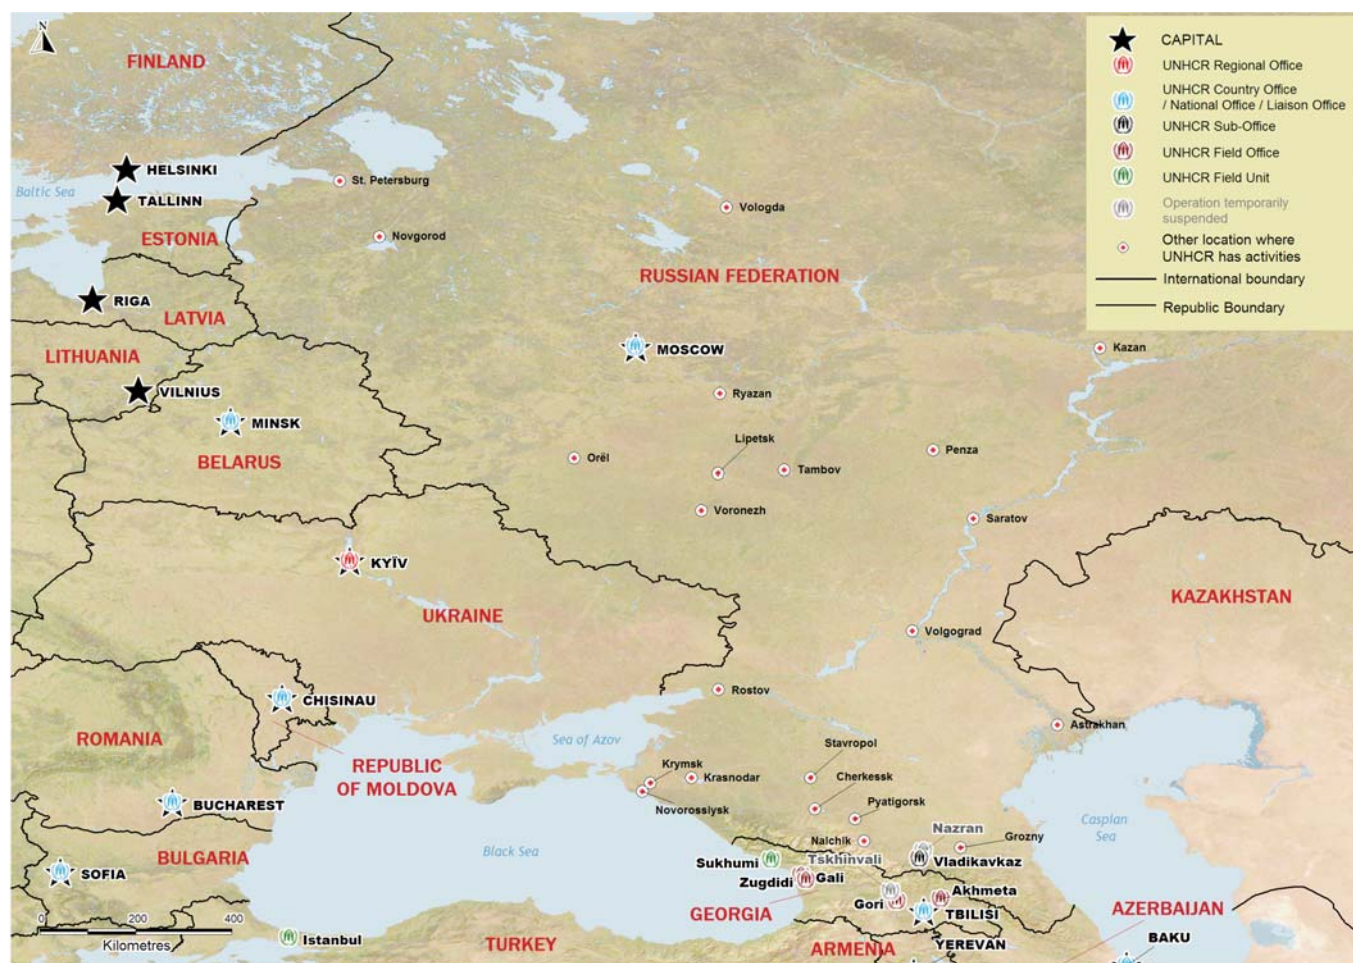 N
FINLAND
CAPITAL
UNHCR Regional Office
UNHCR Country Office
/ National Office / Liaison Office
UNHCR Sub-Office
UNHCR Field Office
UNHCR Field Unit
Operation temporarily
suspended
Other location where
UNHCR has activities
International boundary
Republic Boundary
HELSINKI
St. Petersburg
Baltic Sea
TALLINN
Vologda
ESTONIA
Novgorod
RUSSIAN FEDERATION
RIGA
LATVIA
LITHUANIA
MOSCOW
Kazan
VILNIUS
Ryazan
MINSK
Lipetsk
BELARUS
Orël
Tambov
Penza
Voronezh
Saratov
KYÏV
KAZAKHSTAN
UKRAINE
Volgograd
Rostov
CHISINAU
Astrakhan
ROMANIA
Sea of Azov
Stavropol
REPUBLIC
OF MOLDOVA
Krymsk
Krasnodar
Cherkessk
BUCHAREST
Novorossiysk
Pyatigorsk
Caspian
Sea
Nazran
Nalchik
Grozny
BULGARIA
Black Sea
Sukhumi
Tskhinvali
Vladikavkaz
SOFIA
Zugdidi
Gali
Akhmeta
Gori
GEORGIA
TBILISI
AZERBAIJAN
0 200 400
Kilometres
Istanbul
TURKEY
ARMENIA
YEREVAN
BAKU